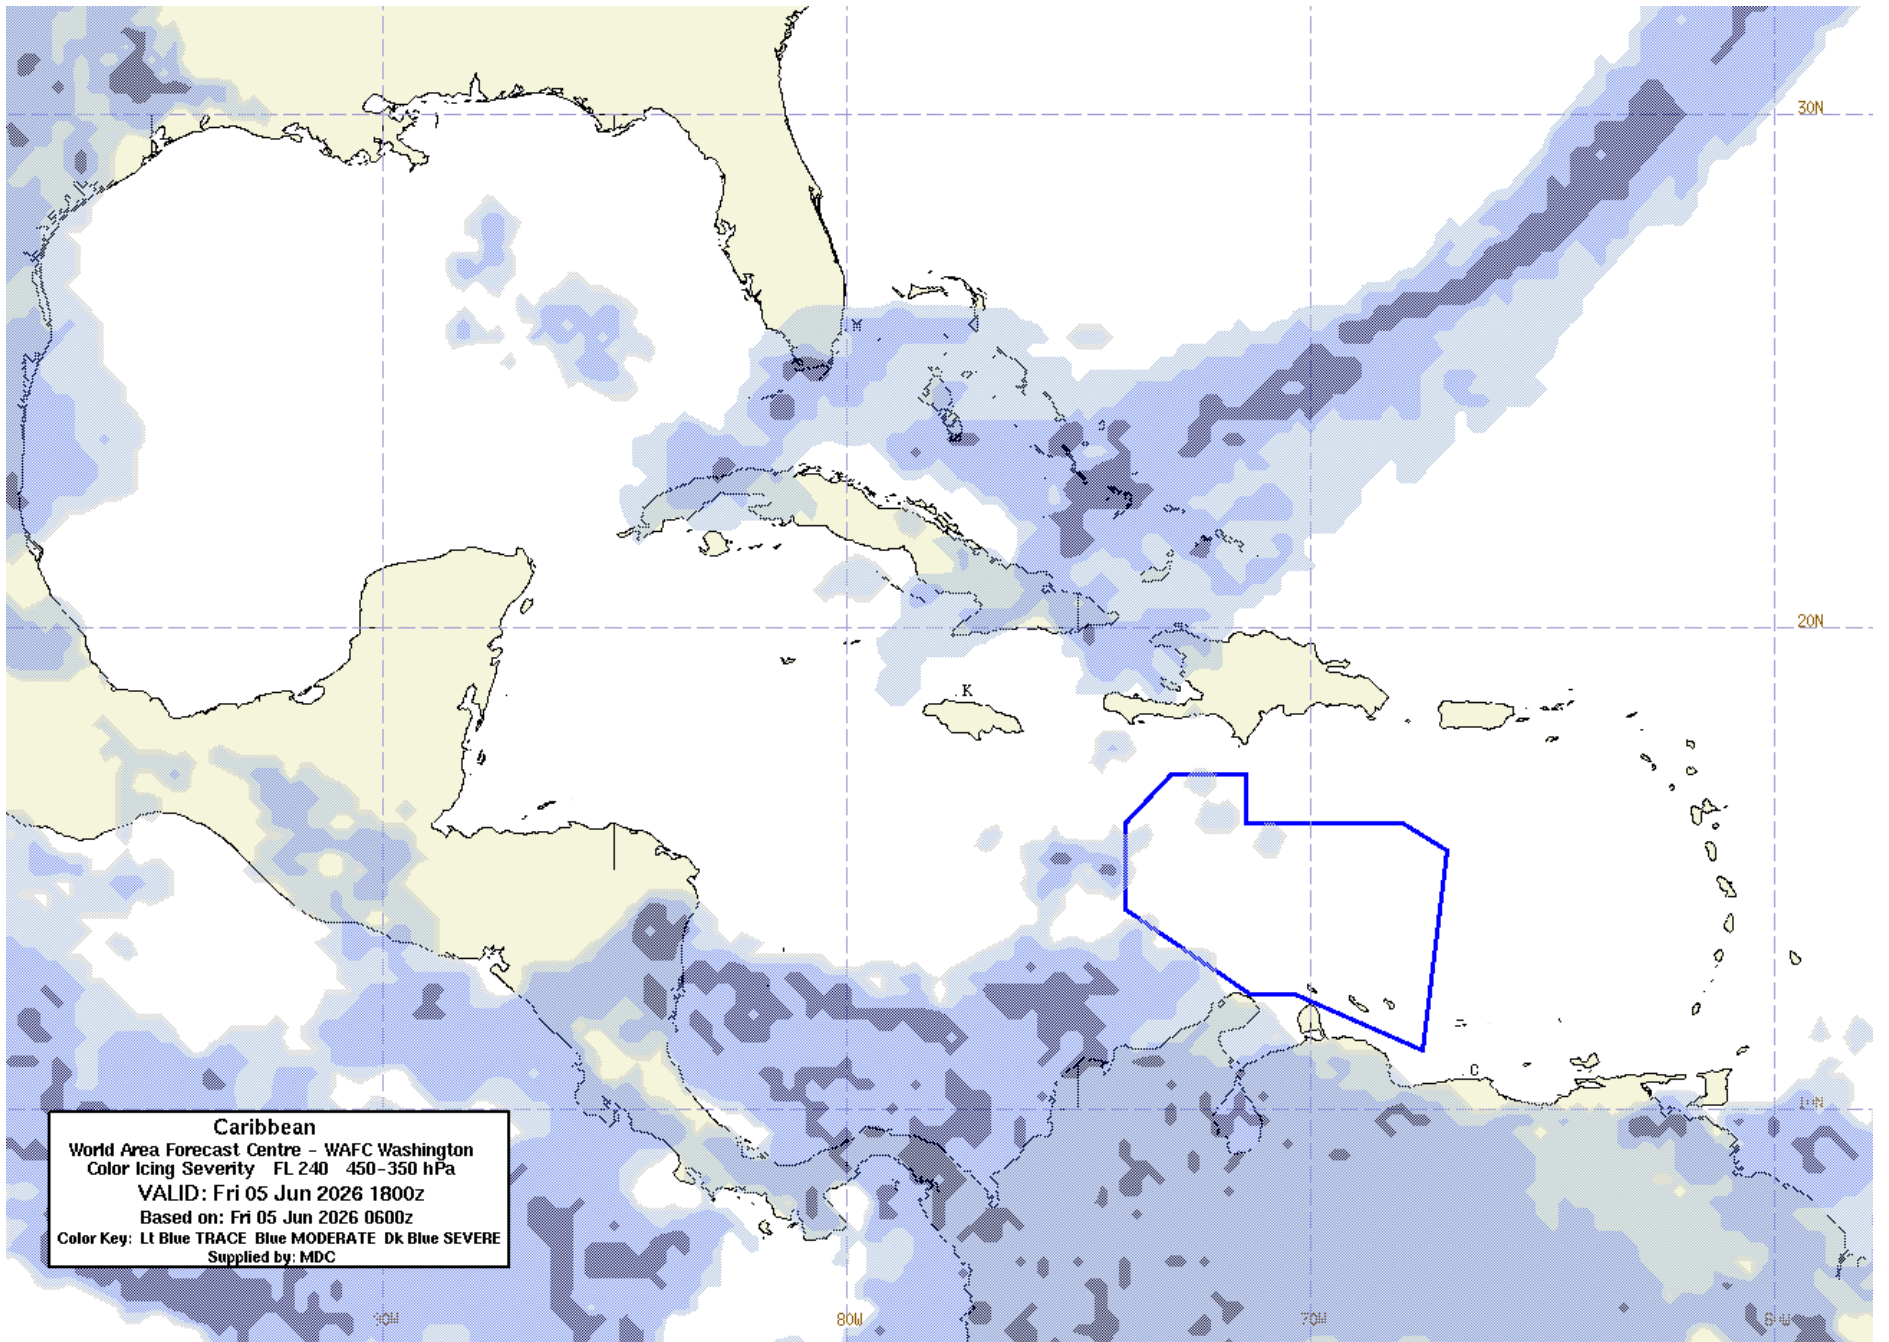 30N
M
20N
K
C
10N
Caribbean
World Area Forecast Centre - WAFC Washington
Color Icing Severity FL 240 450-350 hPa
VALID: Fri 05 Jun 2026 1800z
Based on: Fri 05 Jun 2026 0600z
Color Key: Lt Blue TRACE Blue MODERATE Dk Blue SEVERE
Supplied by: MDC
90W
80W
70W